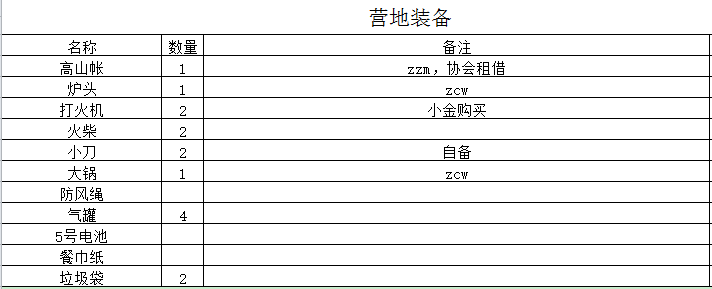 营地装备
名称 数量 备注
高山帐 1 zzm，协会租借
炉头 1 zcw
打火机 2 小金购买
火柴 2
小刀 2 自备
大锅 1 zcw
防风绳
气罐 4
5号电池
餐巾纸
垃圾袋 2